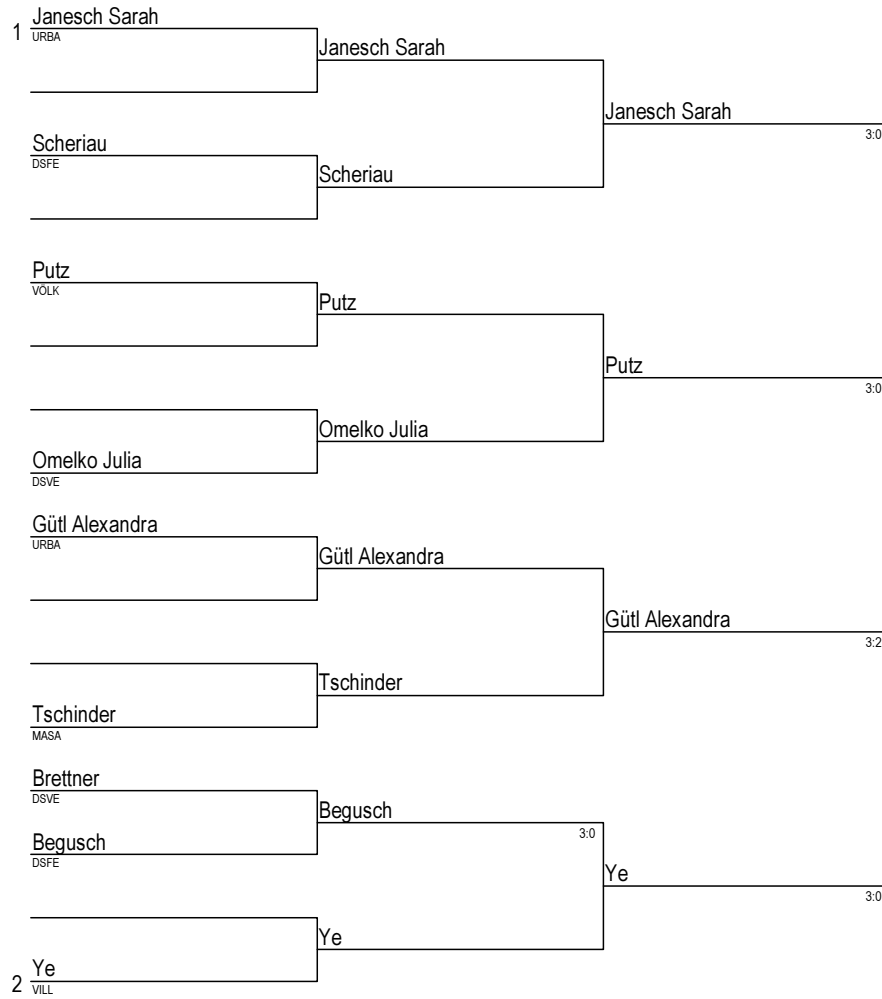 Janesch Sarah
1
URBA
Janesch Sarah
Janesch Sarah
3:0
Scheriau
DSFE
Scheriau
Putz
VÖLK
Putz
Putz
3:0
Omelko Julia
Omelko Julia
DSVE
Gütl Alexandra
URBA
Gütl Alexandra
Gütl Alexandra
3:2
Tschinder
Tschinder
MASA
Brettner
DSVE
Begusch
3:0
Begusch
DSFE
Ye
3:0
Ye
Ye
2
VILL